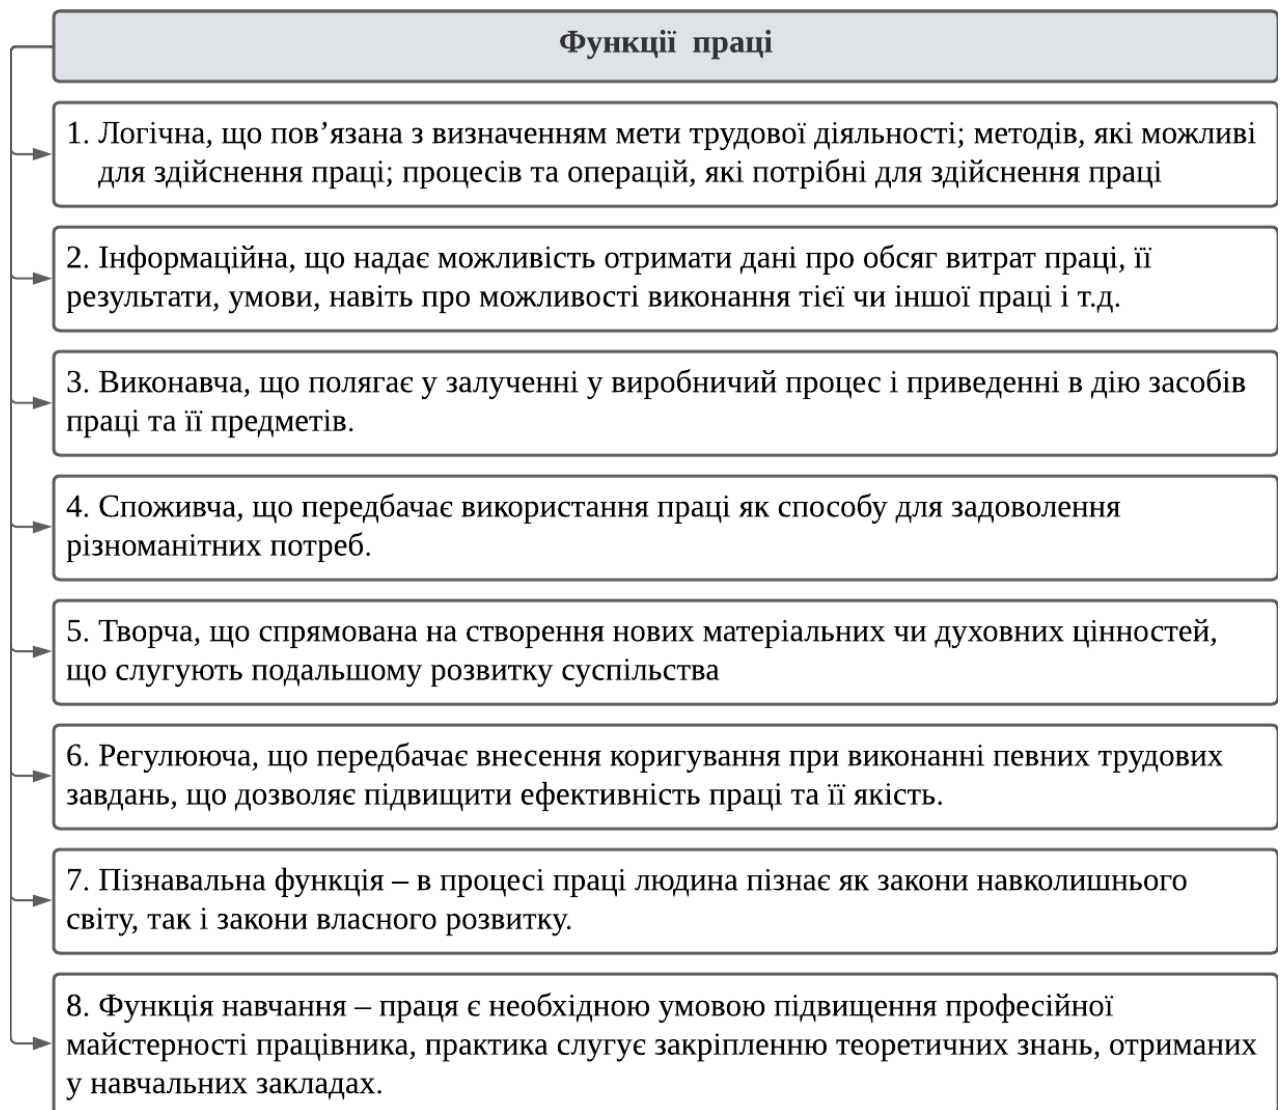 Функції праці
1. Логічна, що пов’язана з визначенням мети трудової діяльності; методів, які можливі
для здійснення праці; процесів та операцій, які потрібні для здійснення праці
2. Інформаційна, що надає можливість отримати дані про обсяг витрат праці, її
результати, умови, навіть про можливості виконання тієї чи іншої праці і т.д.
3. Виконавча, що полягає у залученні у виробничий процес і приведенні в дію засобів
праці та її предметів.
4. Споживча, що передбачає використання праці як способу для задоволення
різноманітних потреб.
5. Творча, що спрямована на створення нових матеріальних чи духовних цінностей,
що слугують подальшому розвитку суспільства
6. Регулююча, що передбачає внесення коригування при виконанні певних трудових
завдань, що дозволяє підвищити ефективність праці та її якість.
7. Пізнавальна функція – в процесі праці людина пізнає як закони навколишнього
світу, так і закони власного розвитку.
8. Функція навчання – праця є необхідною умовою підвищення професійної
майстерності працівника, практика слугує закріпленню теоретичних знань, отриманих
у навчальних закладах.